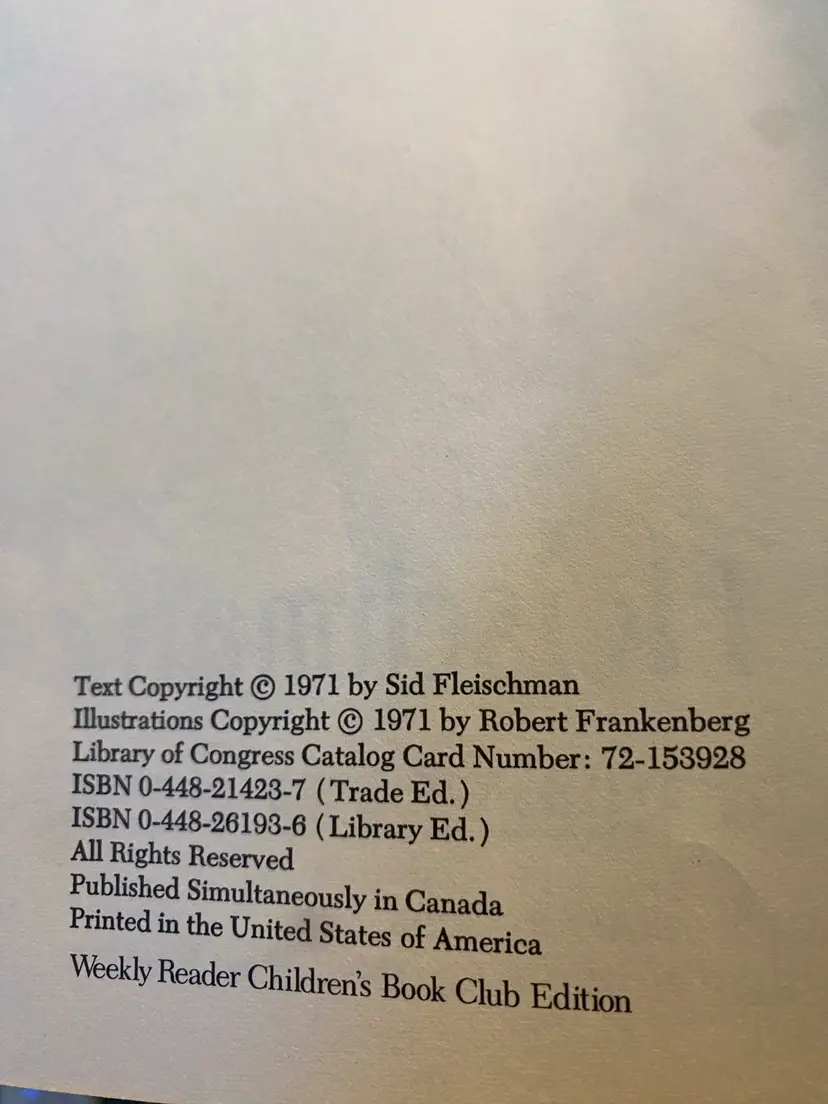 Text Copyright © 1971 by Sid Fleischman
Illustrations Copyright © 1971 by Robert Frankenberg
Library of Congress Catalog Card Number: 72-153928
ISBN 0-448-21423-7 (Trade Ed.)
ISBN 0-448-26193-6 (Library Ed.)
All Rights Reserved
Published Simultaneously in Canada
Printed in the United States of America
Weekly Reader Children's Book Club Edition